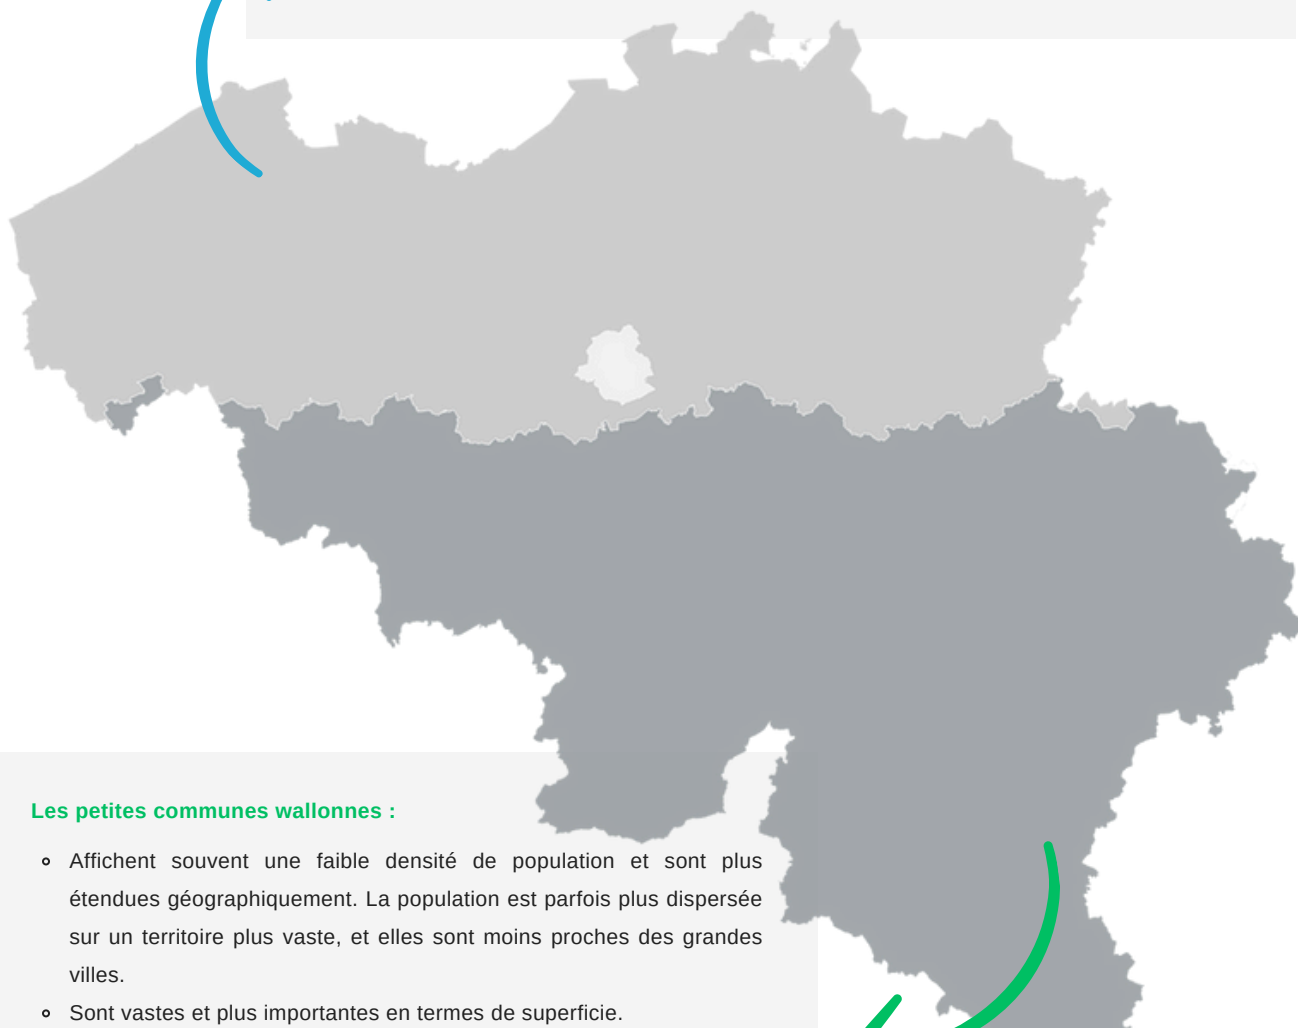 Les petites communes wallonnes :
Affichent souvent une faible densité de population et sont plus
étendues géographiquement. La population est parfois plus dispersée
sur un territoire plus vaste, et elles sont moins proches des grandes
villes.
Sont vastes et plus importantes en termes de superficie.